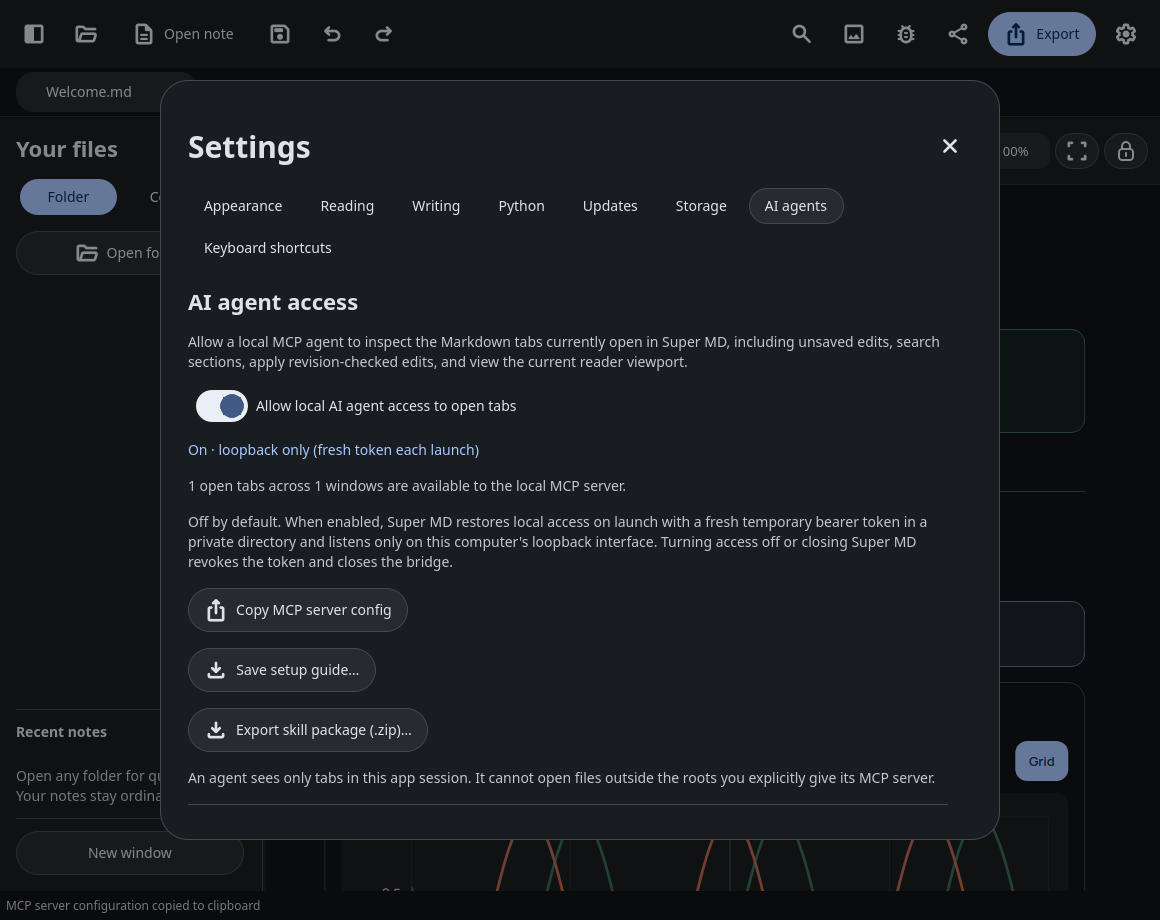 Open note
Export
Welcome.md
Your files
Folder
Open fo
00%
Settings
Appearance
Reading
Writing
Python
Updates
Storage
AI agents
Keyboard shortcuts
AI agent access
Allow a local MCP agent to inspect the Markdown tabs currently open in Super MD, including unsaved edits, search
sections, apply revision-checked edits, and view the current reader viewport.
Allow local AI agent access to open tabs
On · loopback only (fresh token each launch)
1 open tabs across 1 windows are available to the local MCP server.
Off by default. When enabled, Super MD restores local access on launch with a fresh temporary bearer token in a
private directory and listens only on this computer's loopback interface. Turning access off or closing Super MD
revokes the token and closes the bridge.
Copy MCP server config
Save setup guide...
Export skill package (.zip)...
An agent sees only tabs in this app session. It cannot open files outside the roots you explicitly give its MCP server.
Recent notes
Open any folder for qu
Your notes stay ordina
New window
Grid
MCP server configuration copied to clipboard